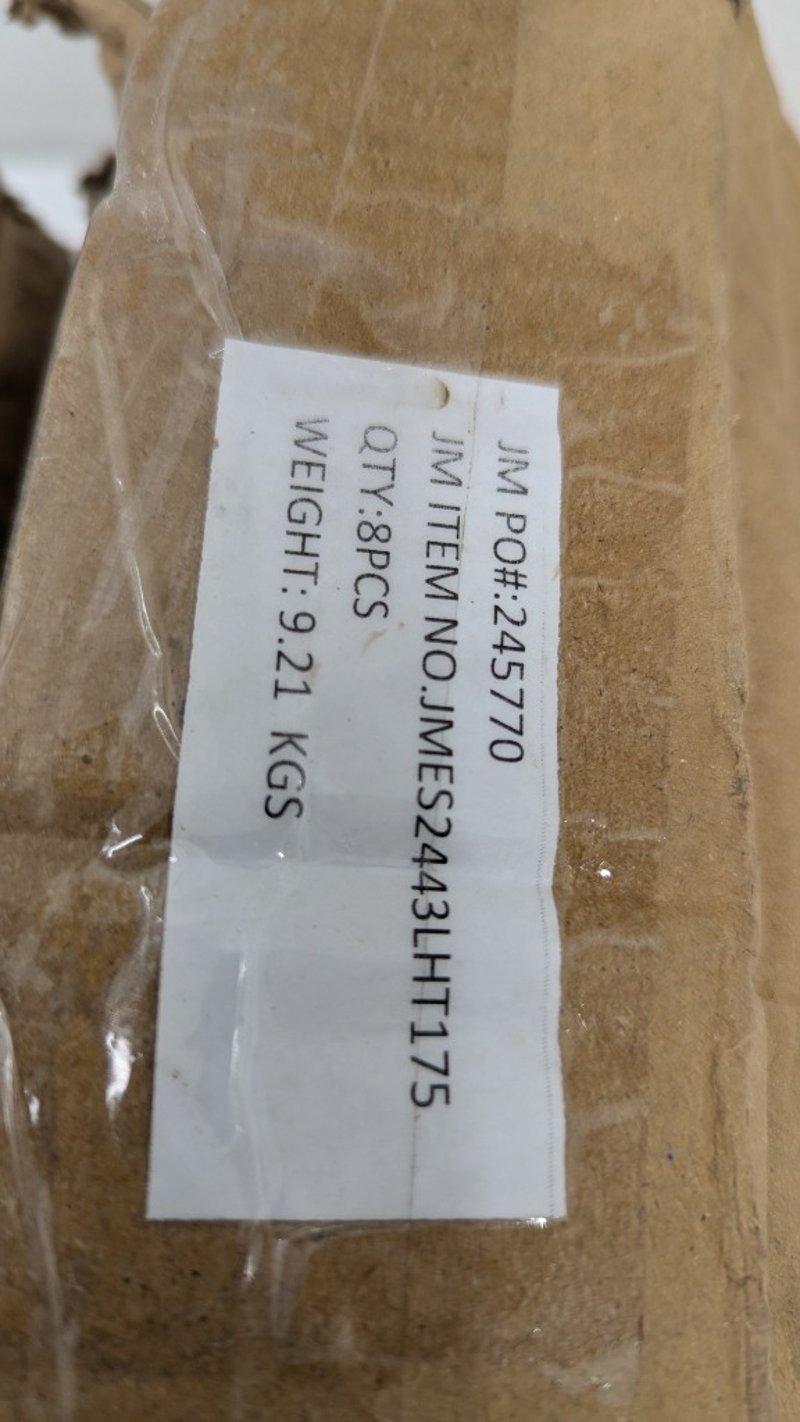 JM PO#:245770
JM ITEM NO.JMES2443LHT175
QTY:8PCS
WEIGHT: 9.21 KGS